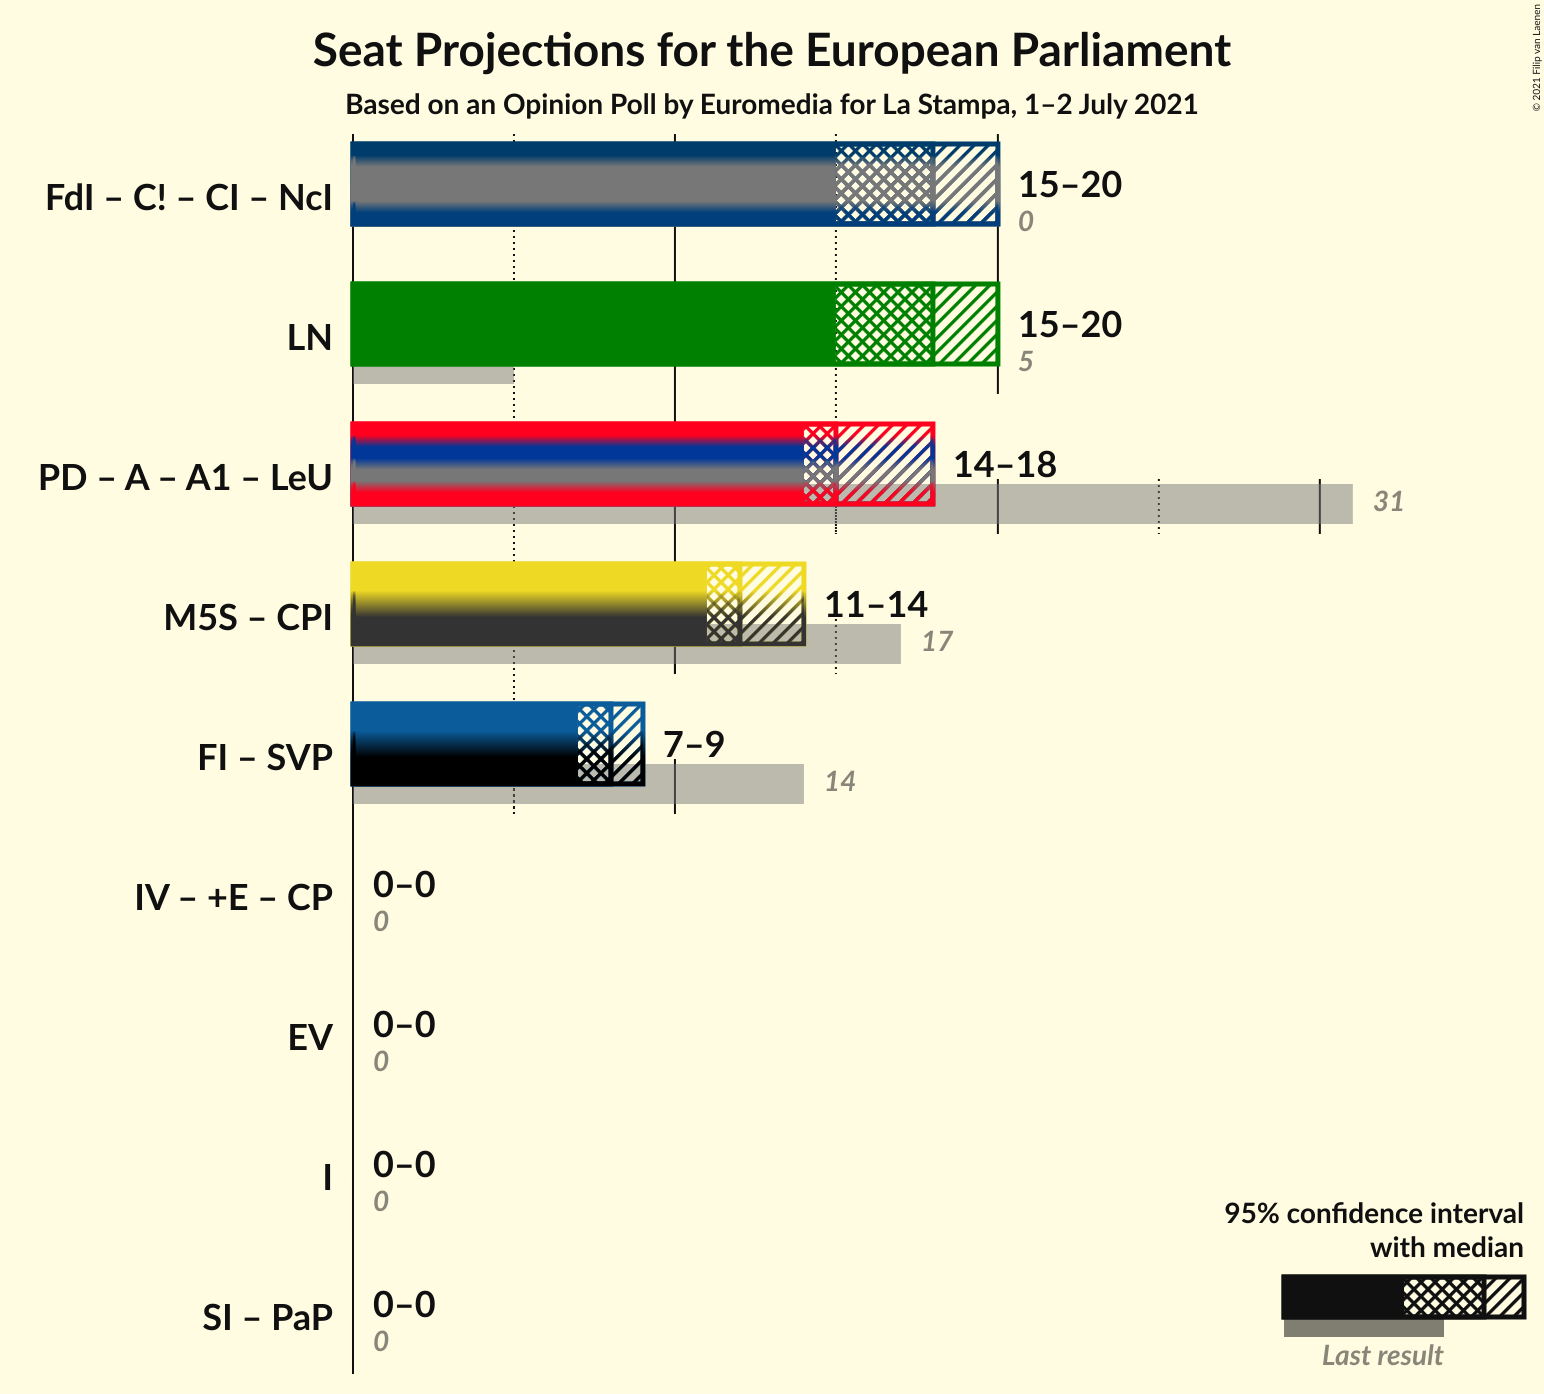 Seat Projections for the European Parliament
Based on an Opinion Poll by Euromedia for La Stampa, 1–2 July 2021
© 2021 Filip van Laenen
FdI – C! – CI – NcI
15–20
0
LN
15–20
5
PD – A – A1 – LeU
14–18
31
M5S – CPI
11–14
17
FI – SVP
7–9
14
IV – +E – CP
0–0
0
EV
0–0
0
I
0–0
0
SI – PaP
0–0
0
95% confidence interval
with median
Last result